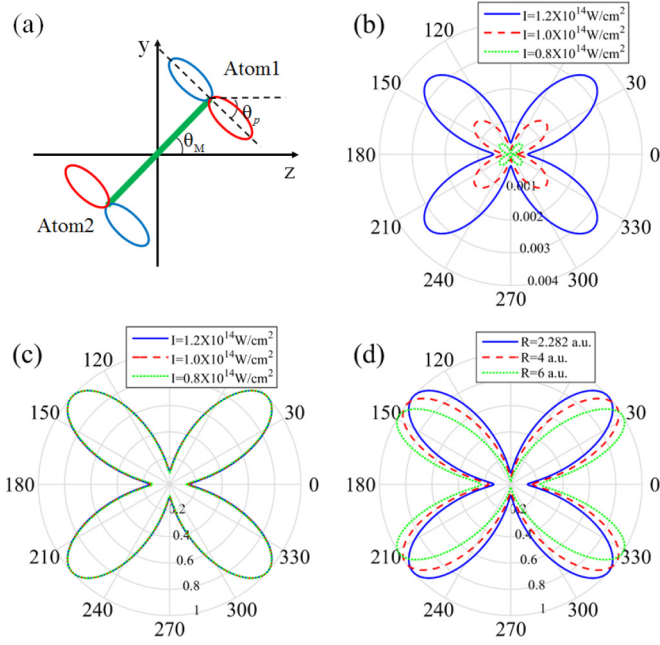 (a)
y
Atom1
θp
θM
z
Atom2
(b)
I=1.2X10^14W/cm^2
I=1.0X10^14W/cm^2
I=0.8X10^14W/cm^2
120
150
30
180
0
0.001
210
0.002
330
0.003
240
0.004
300
270
(c)
I=1.2X10^14W/cm^2
I=1.0X10^14W/cm^2
I=0.8X10^14W/cm^2
120
150
30
180
0
0.2
210
0.4
330
0.6
0.8
240
1
300
270
(d)
R=2.282 a.u.
R=4 a.u.
R=6 a.u.
120
150
30
180
0
0.2
210
0.4
330
0.6
0.8
240
1
300
270